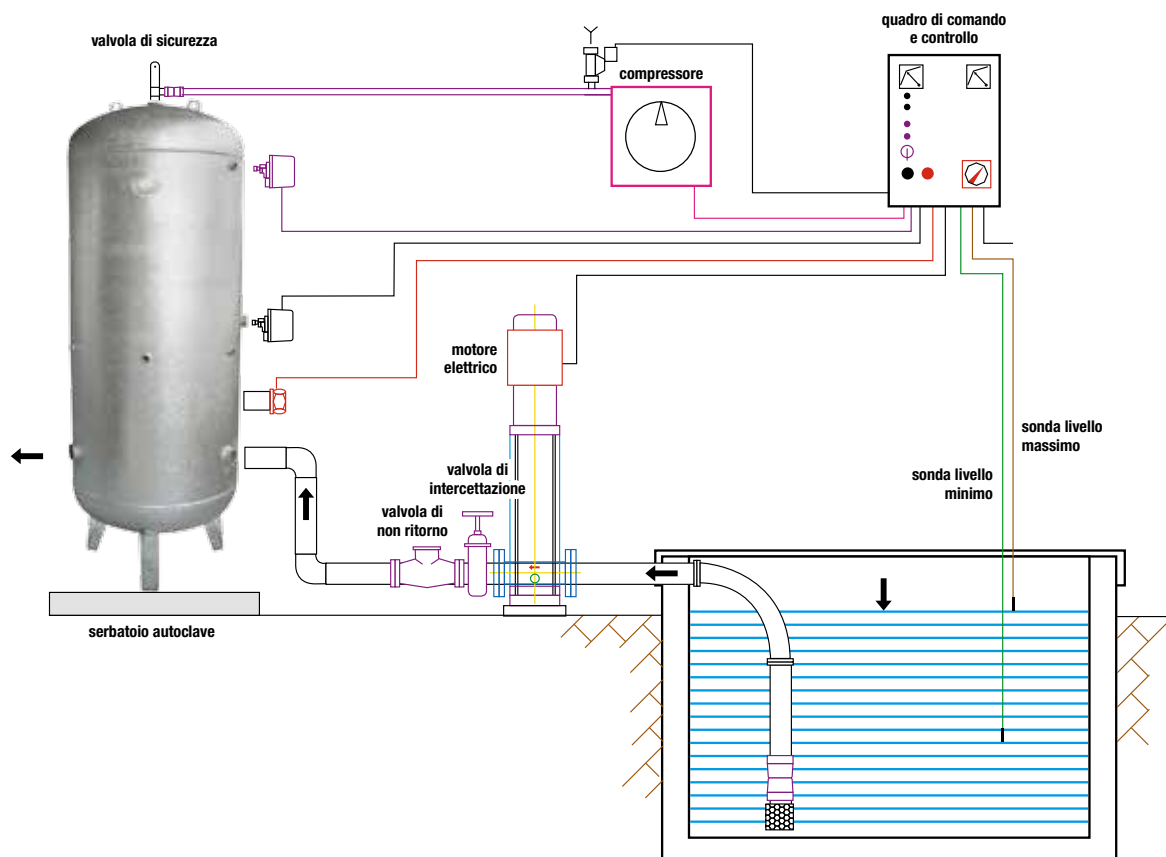 valvola di sicurezza
quadro di comando
e controllo
compressore
motore
elettrico
sonda livello
massimo
valvola di
intercettazione
sonda livello
minimo
valvola di
non ritorno
serbatoio autoclave